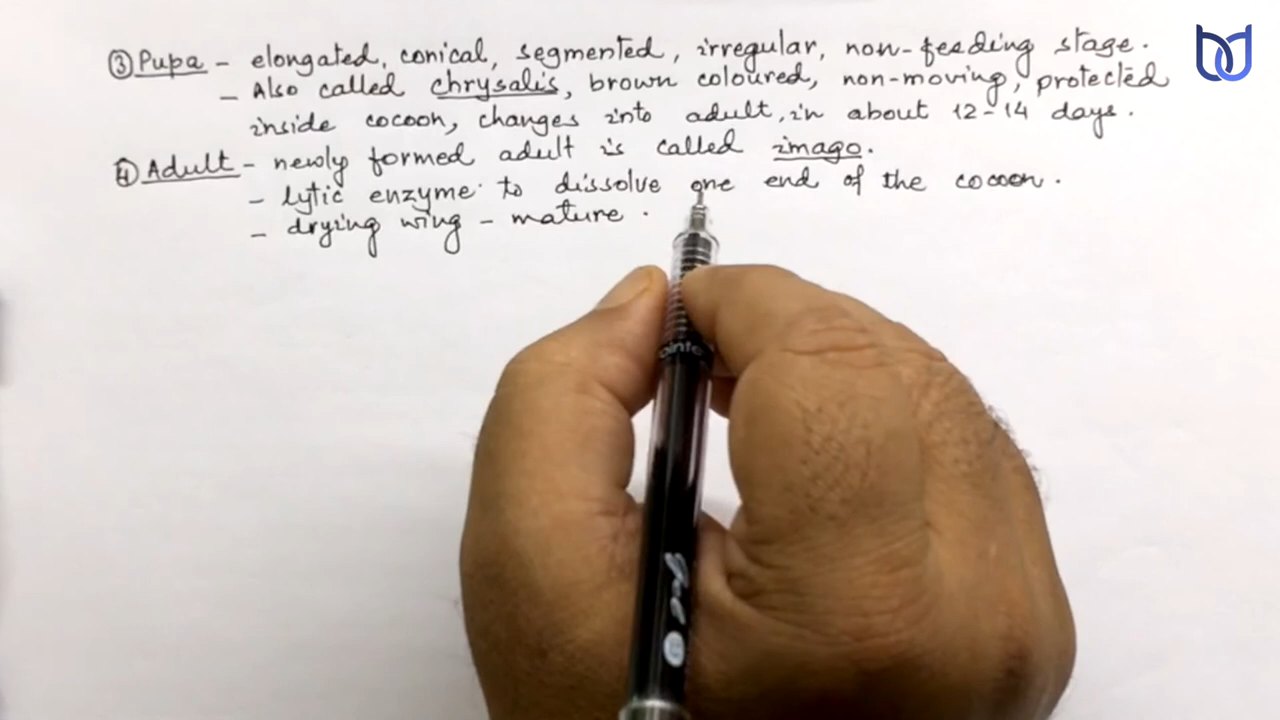 ③ Pupa - elongated, conical, segmented, irregular, non-feeding stage.
- Also called chrysalis, brown coloured, non-moving, protected
inside cocoon, changes into adult, in about 12-14 days.
④ Adult - newly formed adult is called imago.
- lytic enzyme to dissolve one end of the cocoon.
- drying wing - mature.